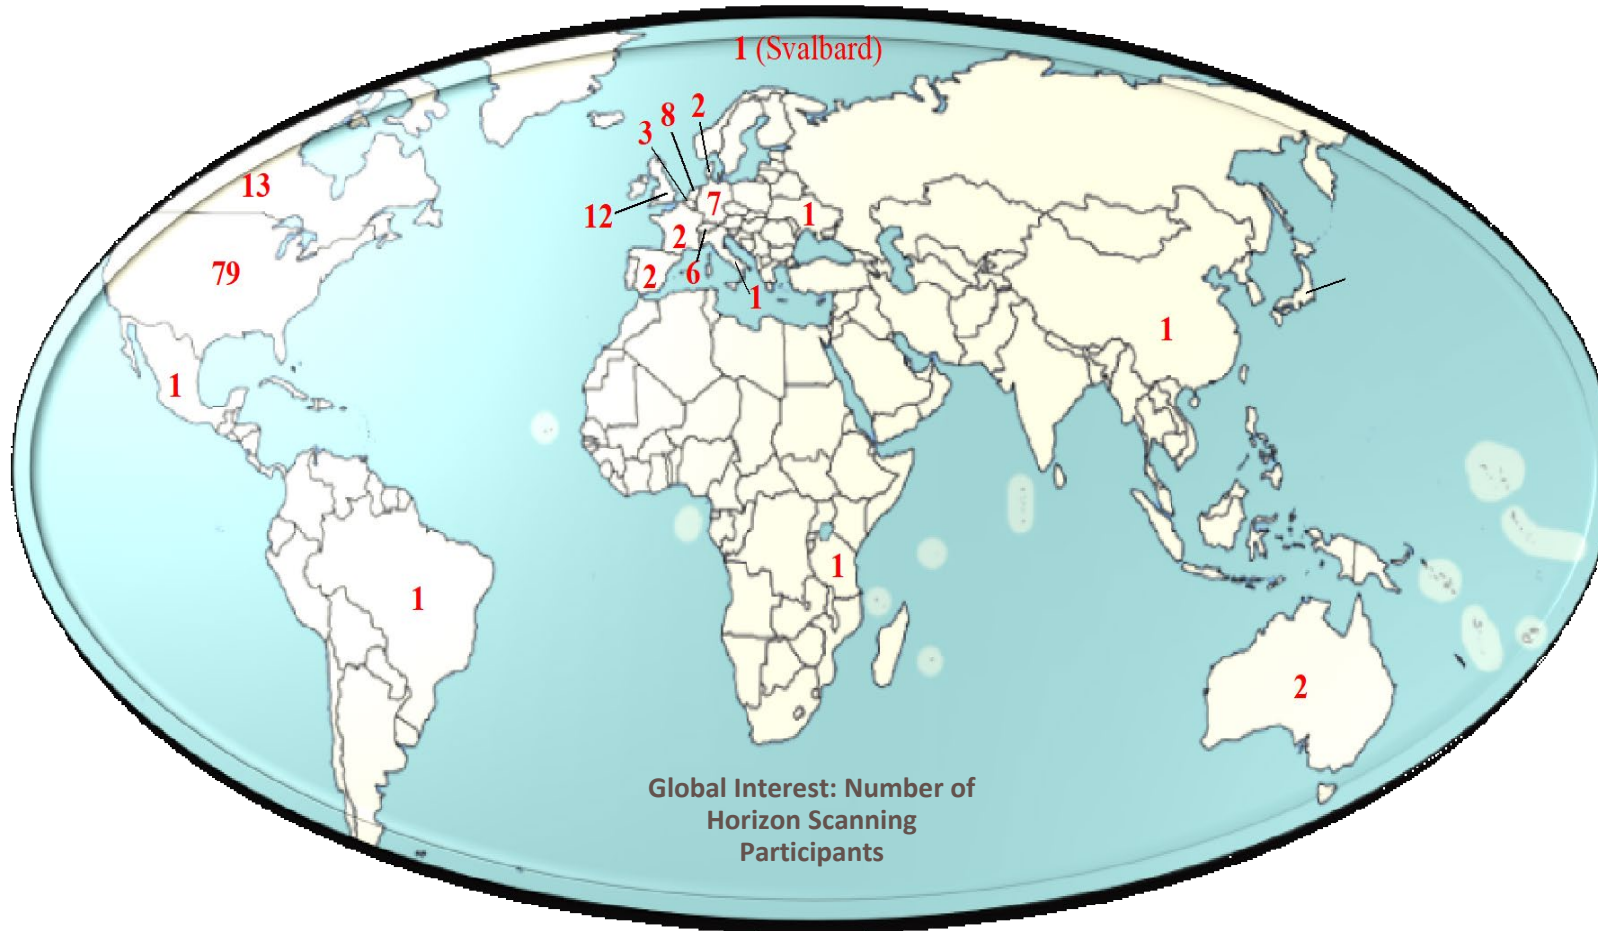 1 (Svalbard)
3 8 2
13
12
7
1
2
79
2
6
1
1
1
1
1
2
Global Interest: Number of
Horizon Scanning
Participants